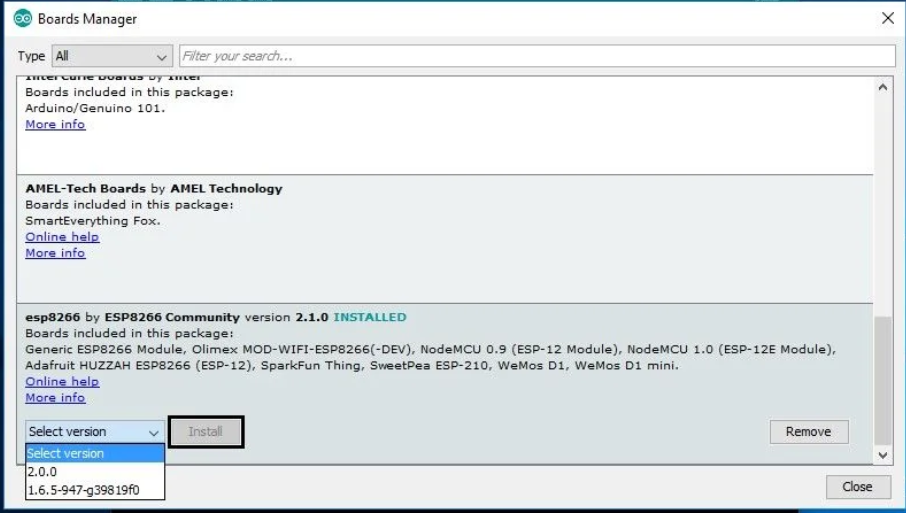 Boards Manager
Type All Filter your search...
Intel Curie Boards by Intel
Boards included in this package:
Arduino/Genuino 101.
More info
AMEL-Tech Boards by AMEL Technology
Boards included in this package:
SmartEverything Fox.
Online help
More info
esp8266 by ESP8266 Community version 2.1.0 INSTALLED
Boards included in this package:
Generic ESP8266 Module, Olimex MOD-WIFI-ESP8266(-DEV), NodeMCU 0.9 (ESP-12 Module), NodeMCU 1.0 (ESP-12E Module),
Adafruit HUZZAH ESP8266 (ESP-12), SparkFun Thing, SweetPea ESP-210, WeMos D1, WeMos D1 mini.
Online help
More info
Select version Install Remove
Select version
2.0.0
1.6.5-947-g39819f0
Close